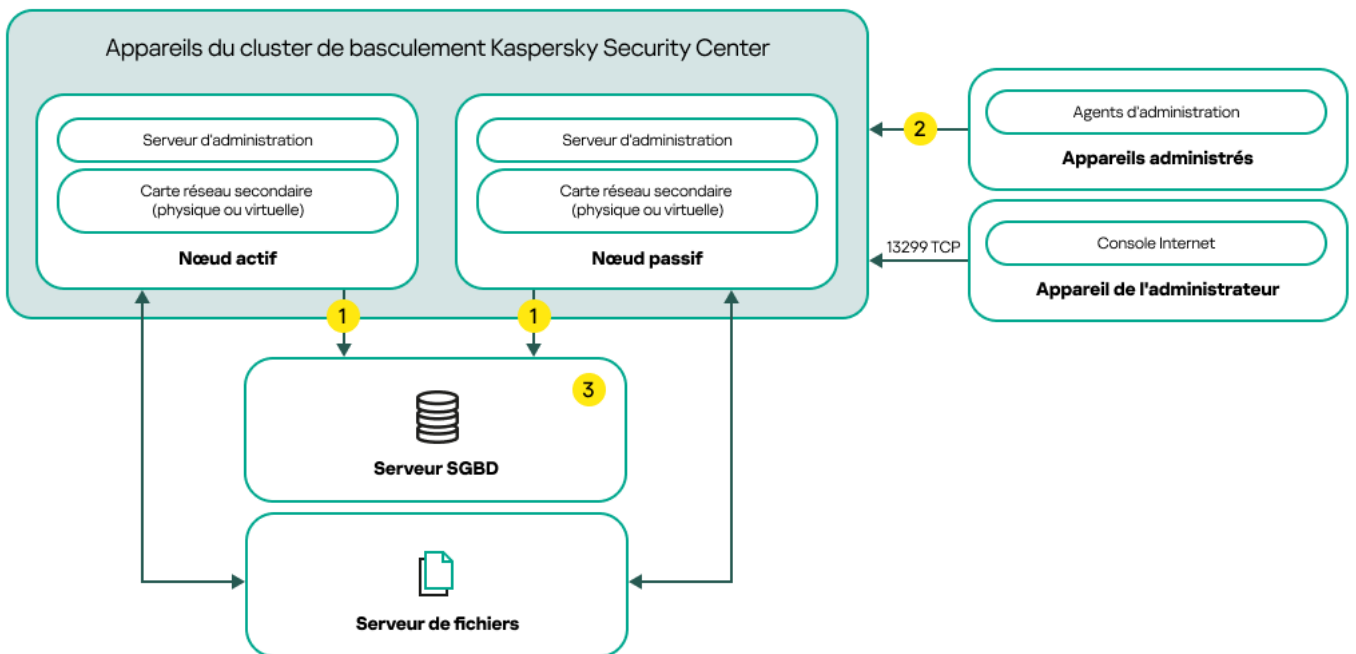 Appareils du cluster de basculement Kaspersky Security Center
Serveur d'administration
Carte réseau secondaire
(physique ou virtuelle)
Nœud actif
Serveur d'administration
Carte réseau secondaire
(physique ou virtuelle)
Nœud passif
2
Agents d'administration
Appareils administrés
13299 TCP
Console Internet
Appareil de l'administrateur
1
1
3
Serveur SGBD
Serveur de fichiers